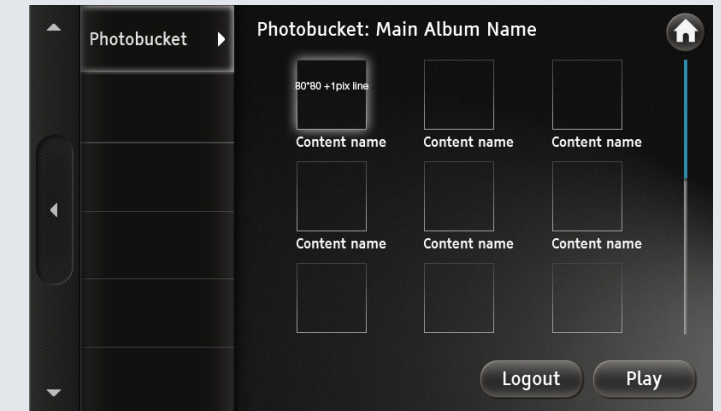 Photobucket
Photobucket: Main Album Name
80*80 +1pix line
Content name
Content name
Content name
Content name
Content name
Content name
Logout
Play